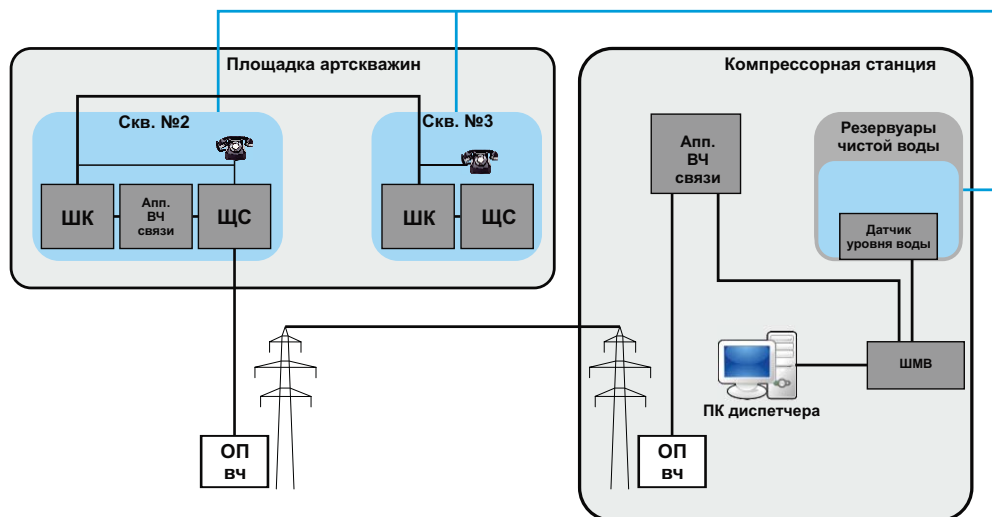 Площадка артскважин
Скв. №2
ШК
Апп.
ВЧ
связи
ЩС
Скв. №3
ШК
ЩС
ОП
вч
Компрессорная станция
Апп.
ВЧ
связи
Резервуары
чистой воды
Датчик
уровня воды
ШМВ
ПК диспетчера
ОП
вч